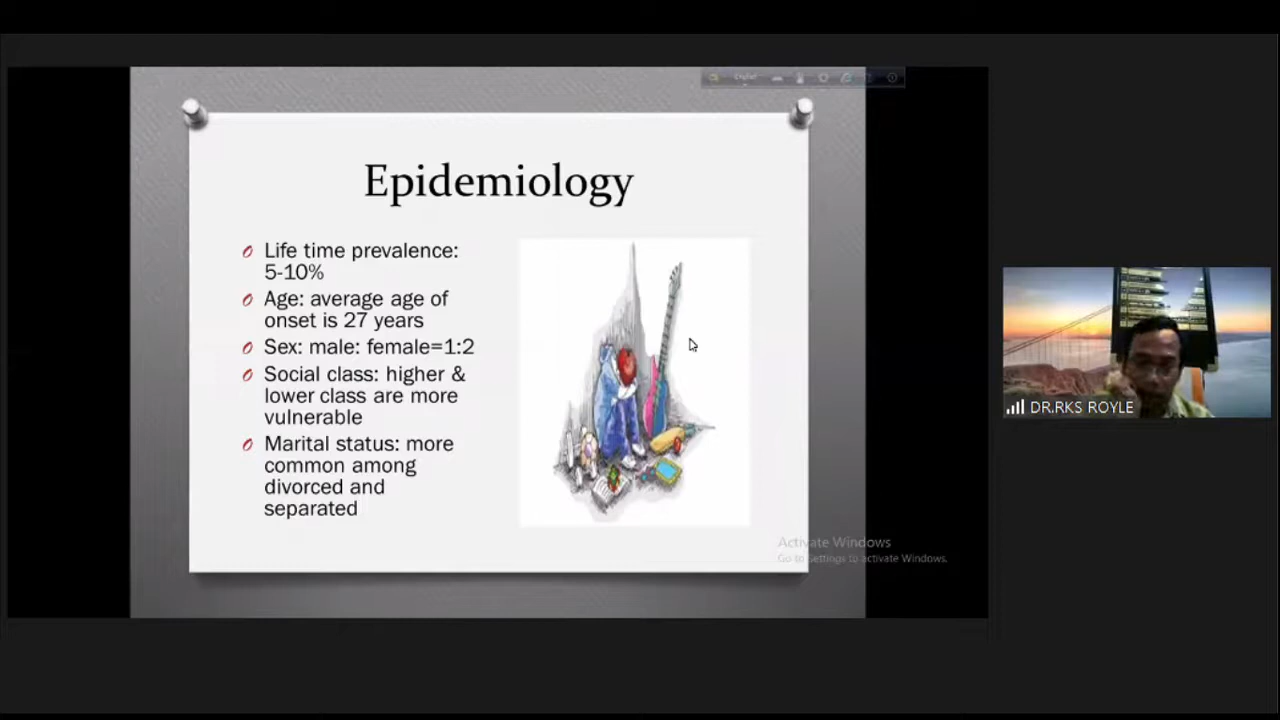 English
Epidemiology
Life time prevalence:
5-10%
Age: average age of
onset is 27 years
Sex: male: female=1:2
Social class: higher &
lower class are more
vulnerable
Marital status: more
common among
divorced and
separated
Activate Windows
Go to Settings to activate Windows.
DR.RKS ROYLE